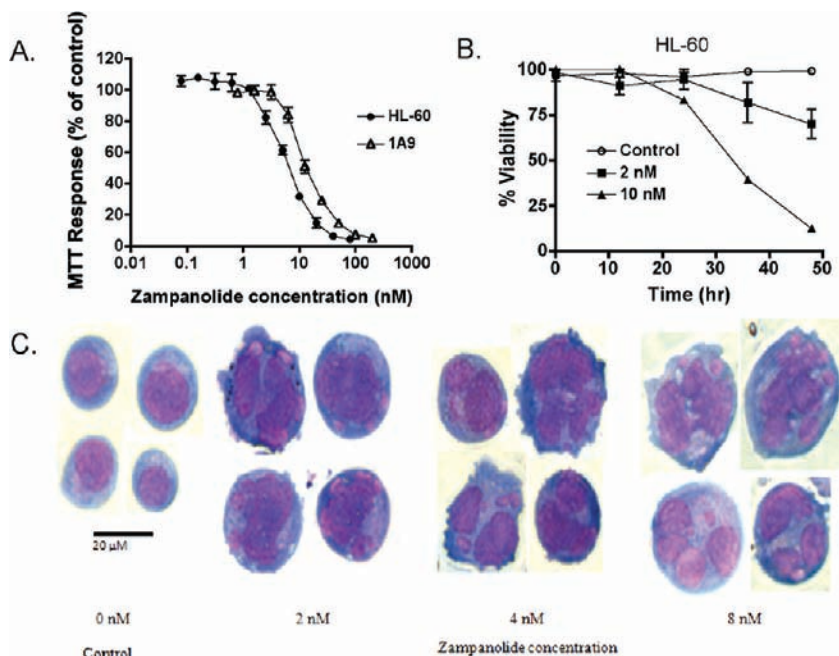 A.
MTT Response (% of control)
120
100
80
60
40
20
0
HL-60
1A9
0.01
0.1
1
10
100
1000
Zampanolide concentration (nM)
B.
HL-60
% Viability
100
75
50
25
0
Control
2 nM
10 nM
0
10
20
30
40
50
Time (hr)
C.
20 µM
0 nM
2 nM
4 nM
8 nM
Control
Zampanolide concentration